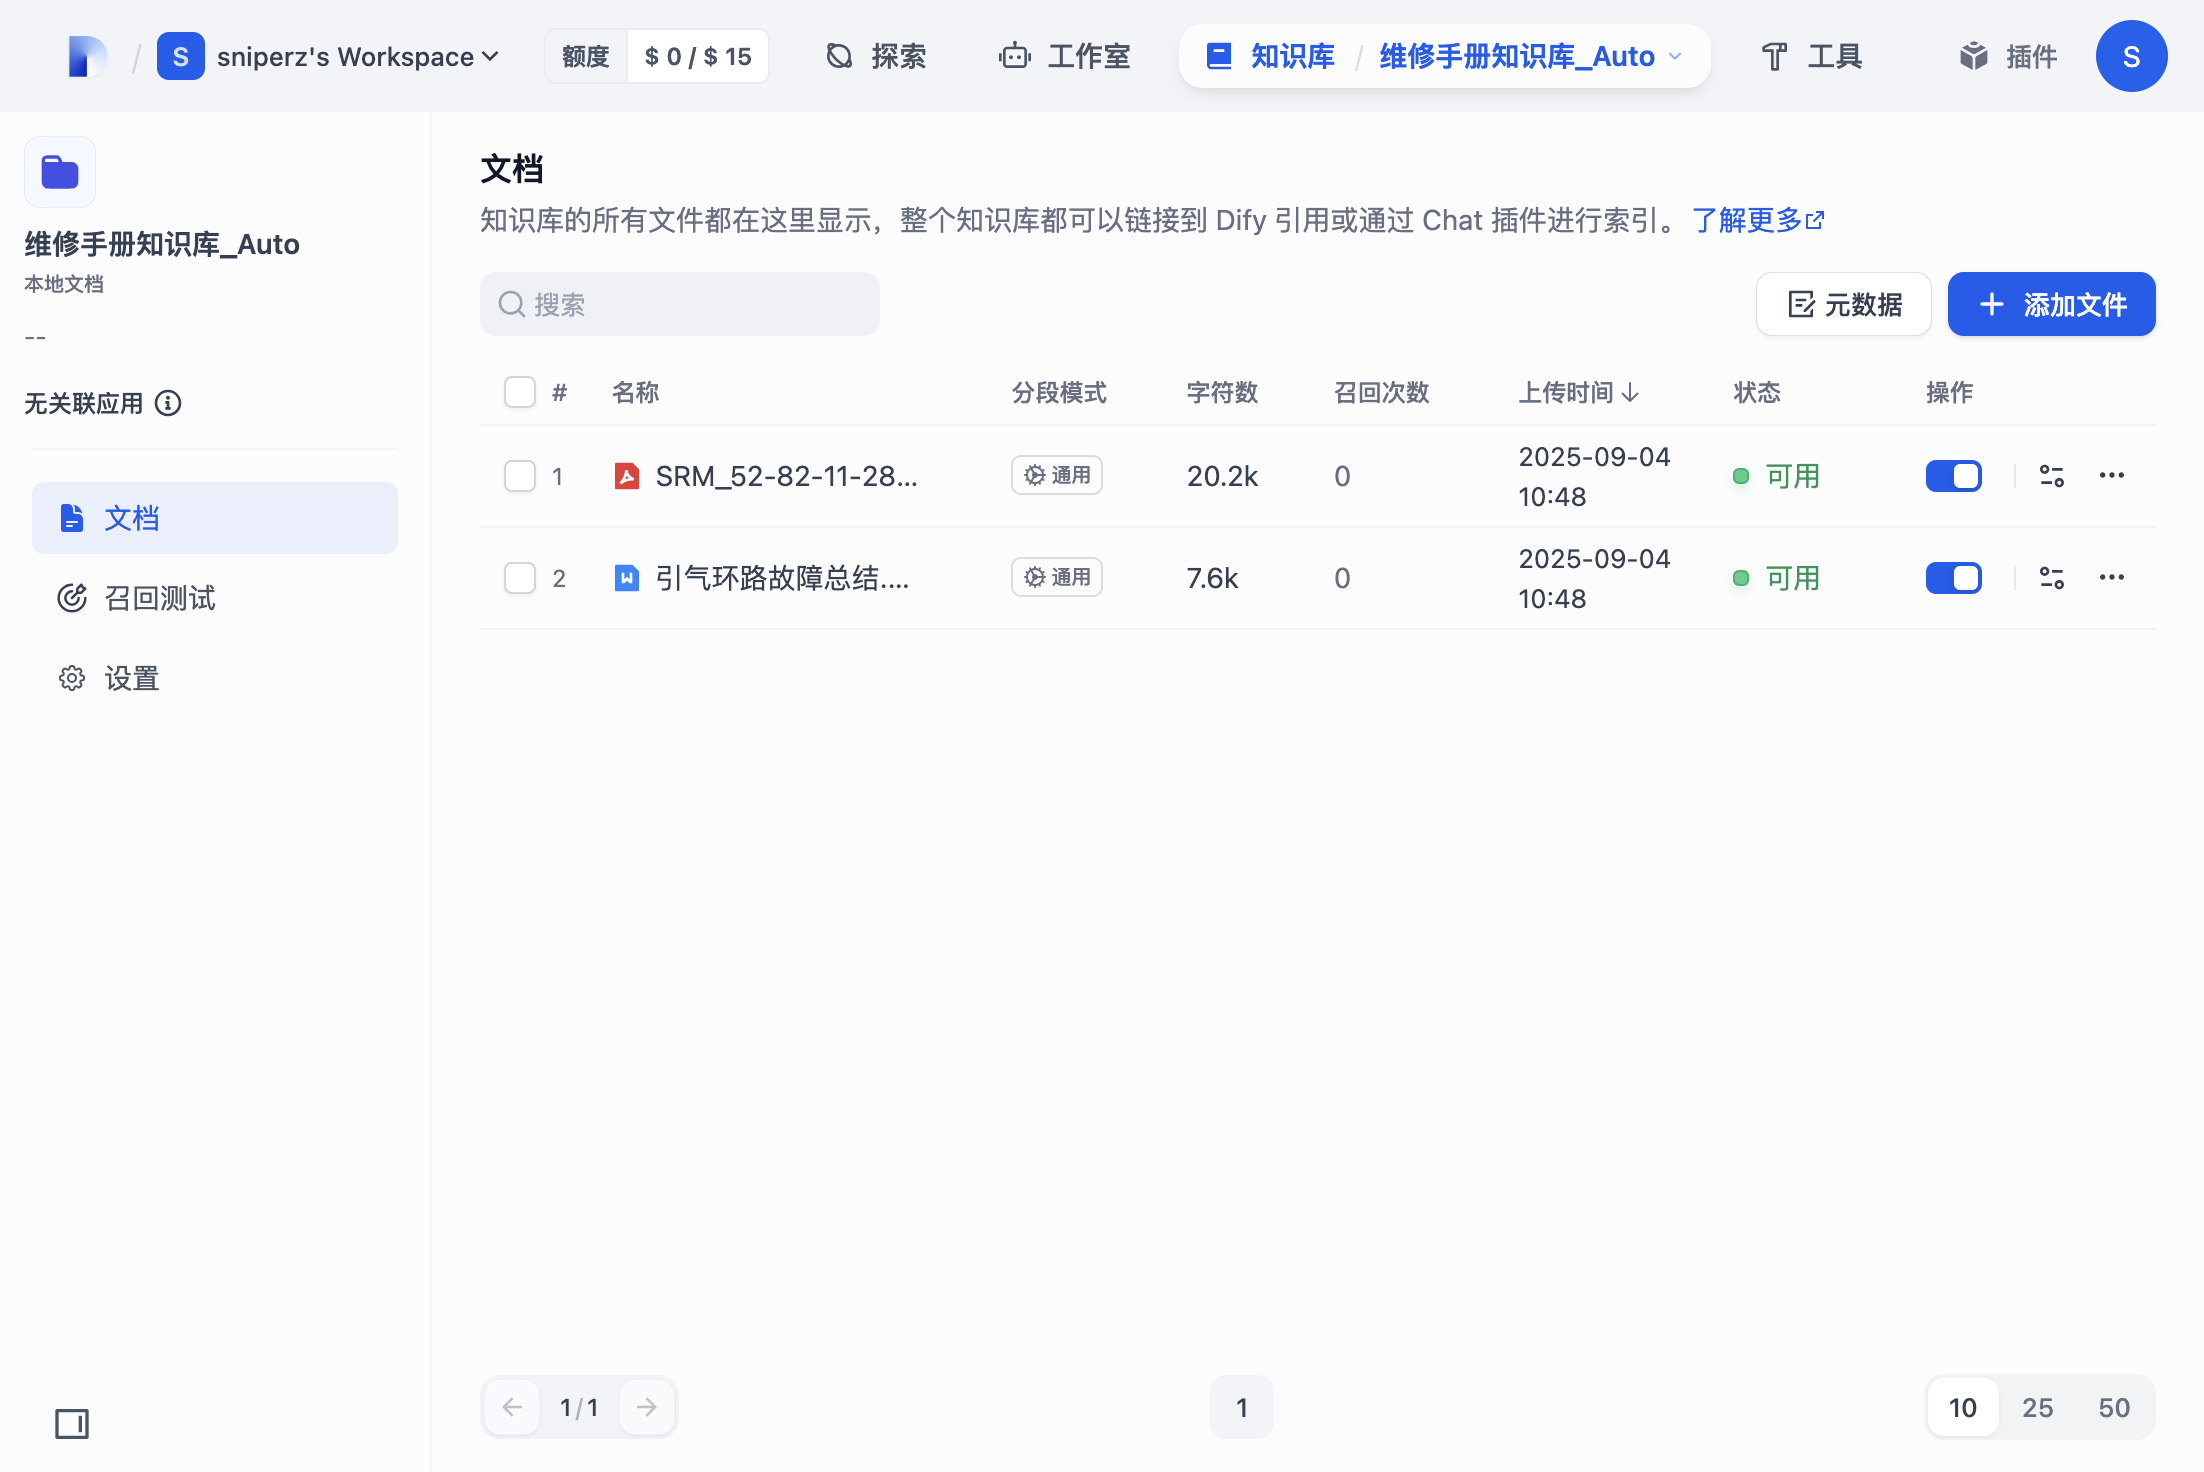 S sniperz's Workspace 额度 $ 0 / $ 15 探索 工作室 知识库 / 维修手册知识库_Auto 工具 插件 S
维修手册知识库_Auto
本地文档
--
无关联应用
文档
召回测试
设置
文档
知识库的所有文件都在这里显示，整个知识库都可以链接到 Dify 引用或通过 Chat 插件进行索引。 了解更多
搜索
元数据
添加文件
# 名称 分段模式 字符数 召回次数 上传时间 状态 操作
1 SRM_52-82-11-28... 通用 20.2k 0 2025-09-04 10:48 可用
2 引气环路故障总结.... 通用 7.6k 0 2025-09-04 10:48 可用
1 / 1
1
10 25 50